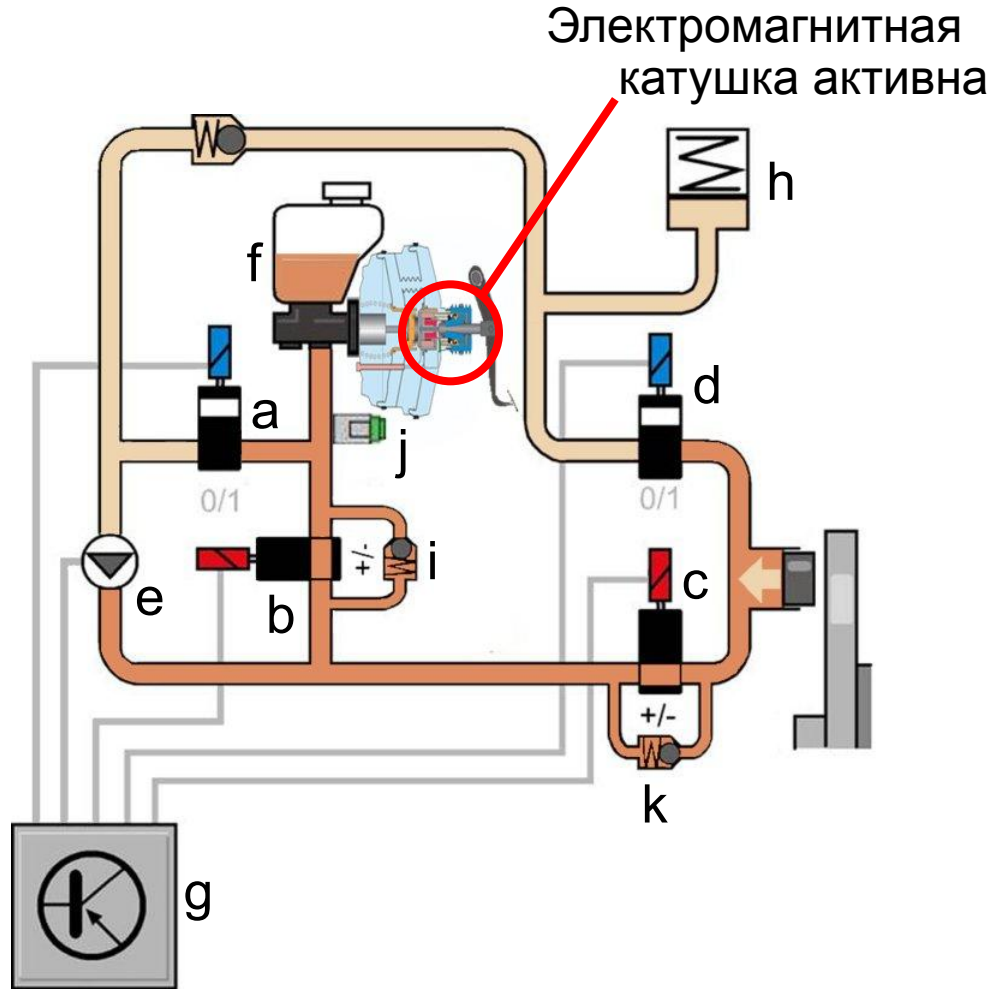 Электромагнитная
катушка активна
h
f
d
a
j
0/1
0/1
+/-
i
c
e
b
+/-
k
g